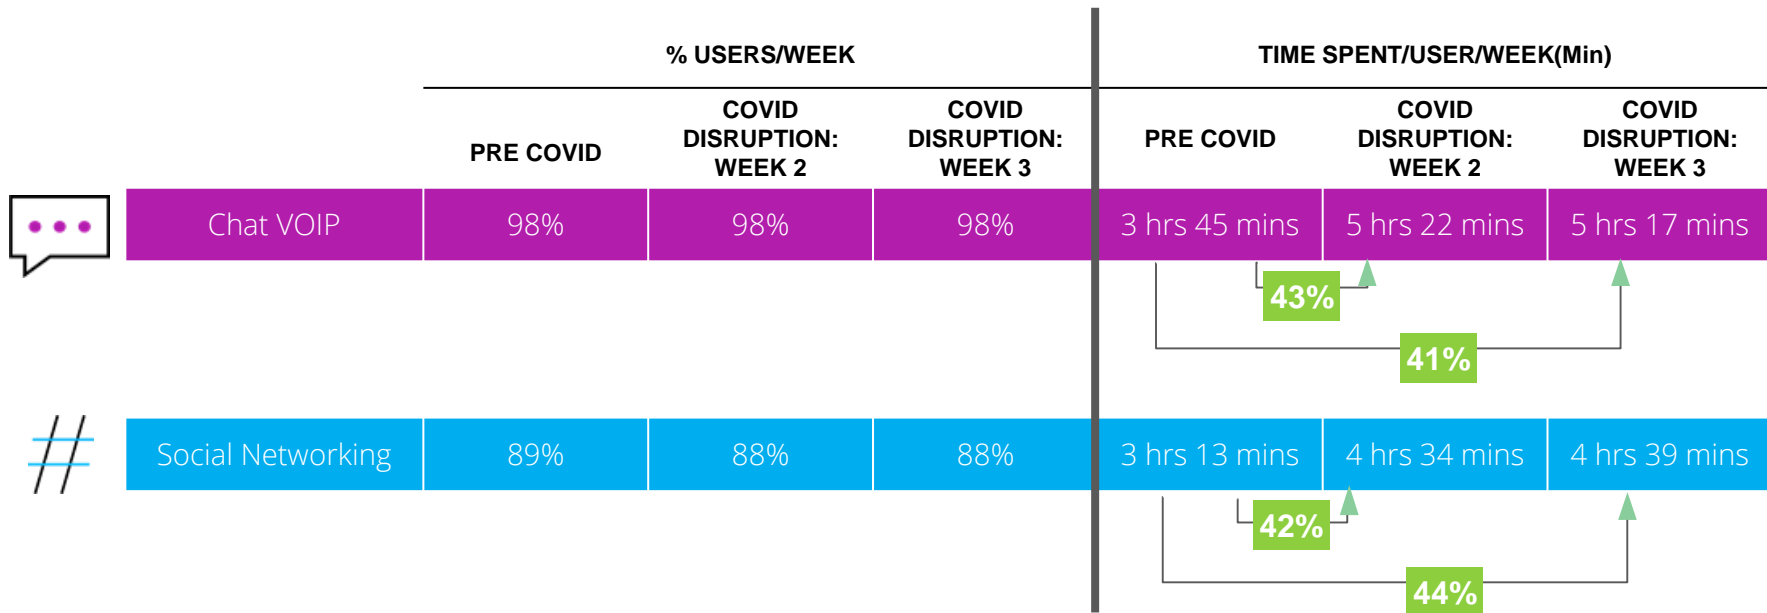 % USERS/WEEK
TIME SPENT/USER/WEEK(Min)
PRE COVID
COVID
DISRUPTION:
WEEK 2
COVID
DISRUPTION:
WEEK 3
PRE COVID
COVID
DISRUPTION:
WEEK 2
COVID
DISRUPTION:
WEEK 3
Chat VOIP
98%
98%
98%
3 hrs 45 mins
5 hrs 22 mins
5 hrs 17 mins
43%
41%
#
Social Networking
89%
88%
88%
3 hrs 13 mins
4 hrs 34 mins
4 hrs 39 mins
42%
44%